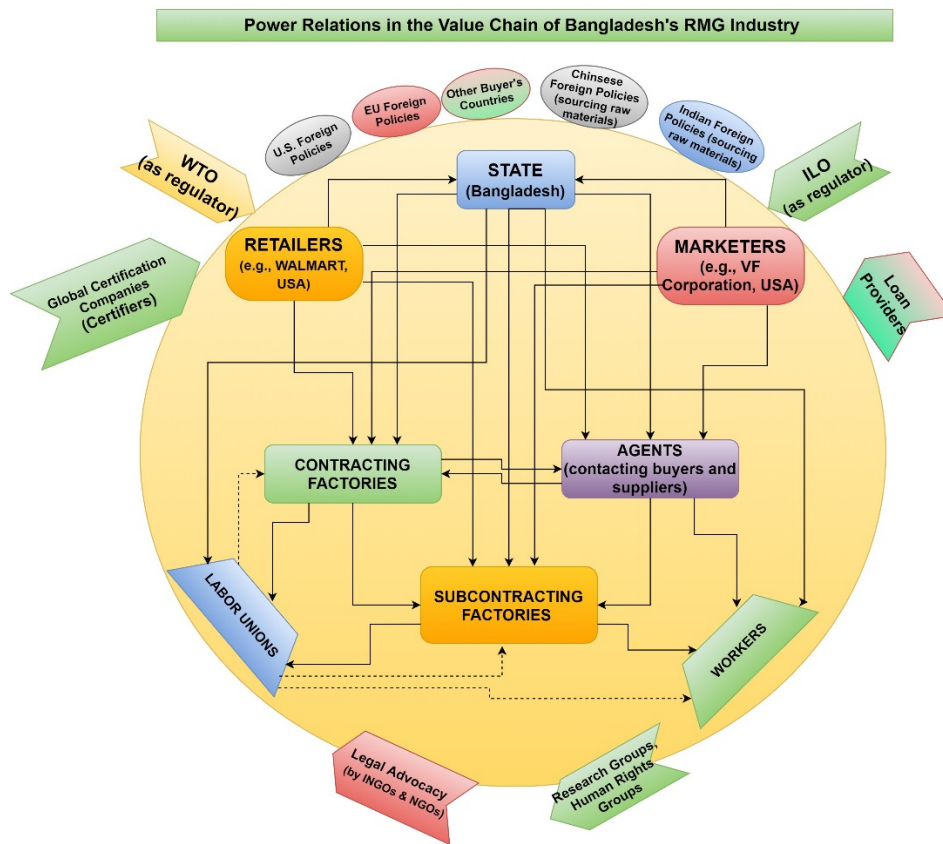 Power Relations in the Value Chain of Bangladesh's RMG Industry
U.S. Foreign
Policies
EU Foreign
Policies
Other Buyer's
Countries
Chinsese
Foreign Policies
(sourcing raw
materials)
Indian Foreign
Policies (sourcing
raw materials)
WTO
(as regulator)
ILO
(as regulator)
STATE
(Bangladesh)
RETAILERS
(e.g., WALMART,
USA)
MARKETERS
(e.g., VF
Corporation, USA)
Global Certification
Companies
(Certifiers)
Loan
Providers
CONTRACTING
FACTORIES
AGENTS
(contacting buyers and
suppliers)
LABOR UNIONS
SUBCONTRACTING
FACTORIES
WORKERS
Legal Advocacy
(by INGOs & NGOs)
Research Groups,
Human Rights
Groups